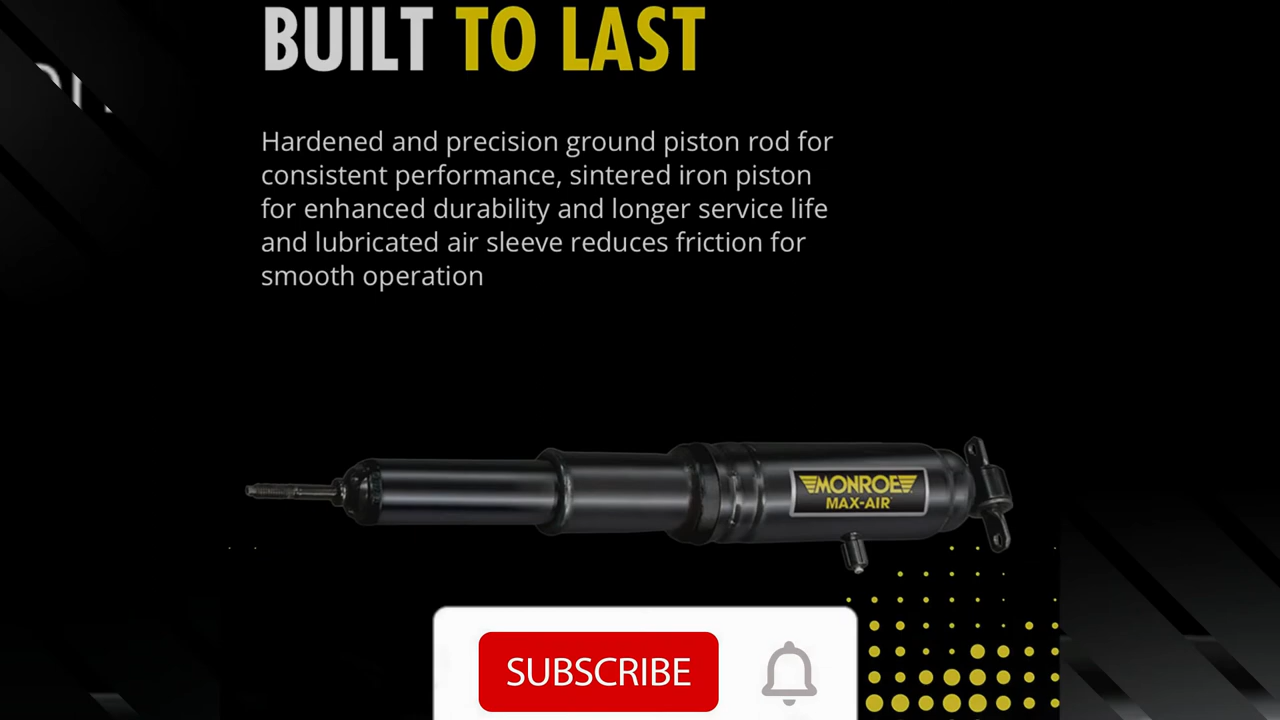 BUILT TO LAST
Hardened and precision ground piston rod for
consistent performance, sintered iron piston
for enhanced durability and longer service life
and lubricated air sleeve reduces friction for
smooth operation
MONROE
MAX-AIR
SUBSCRIBE